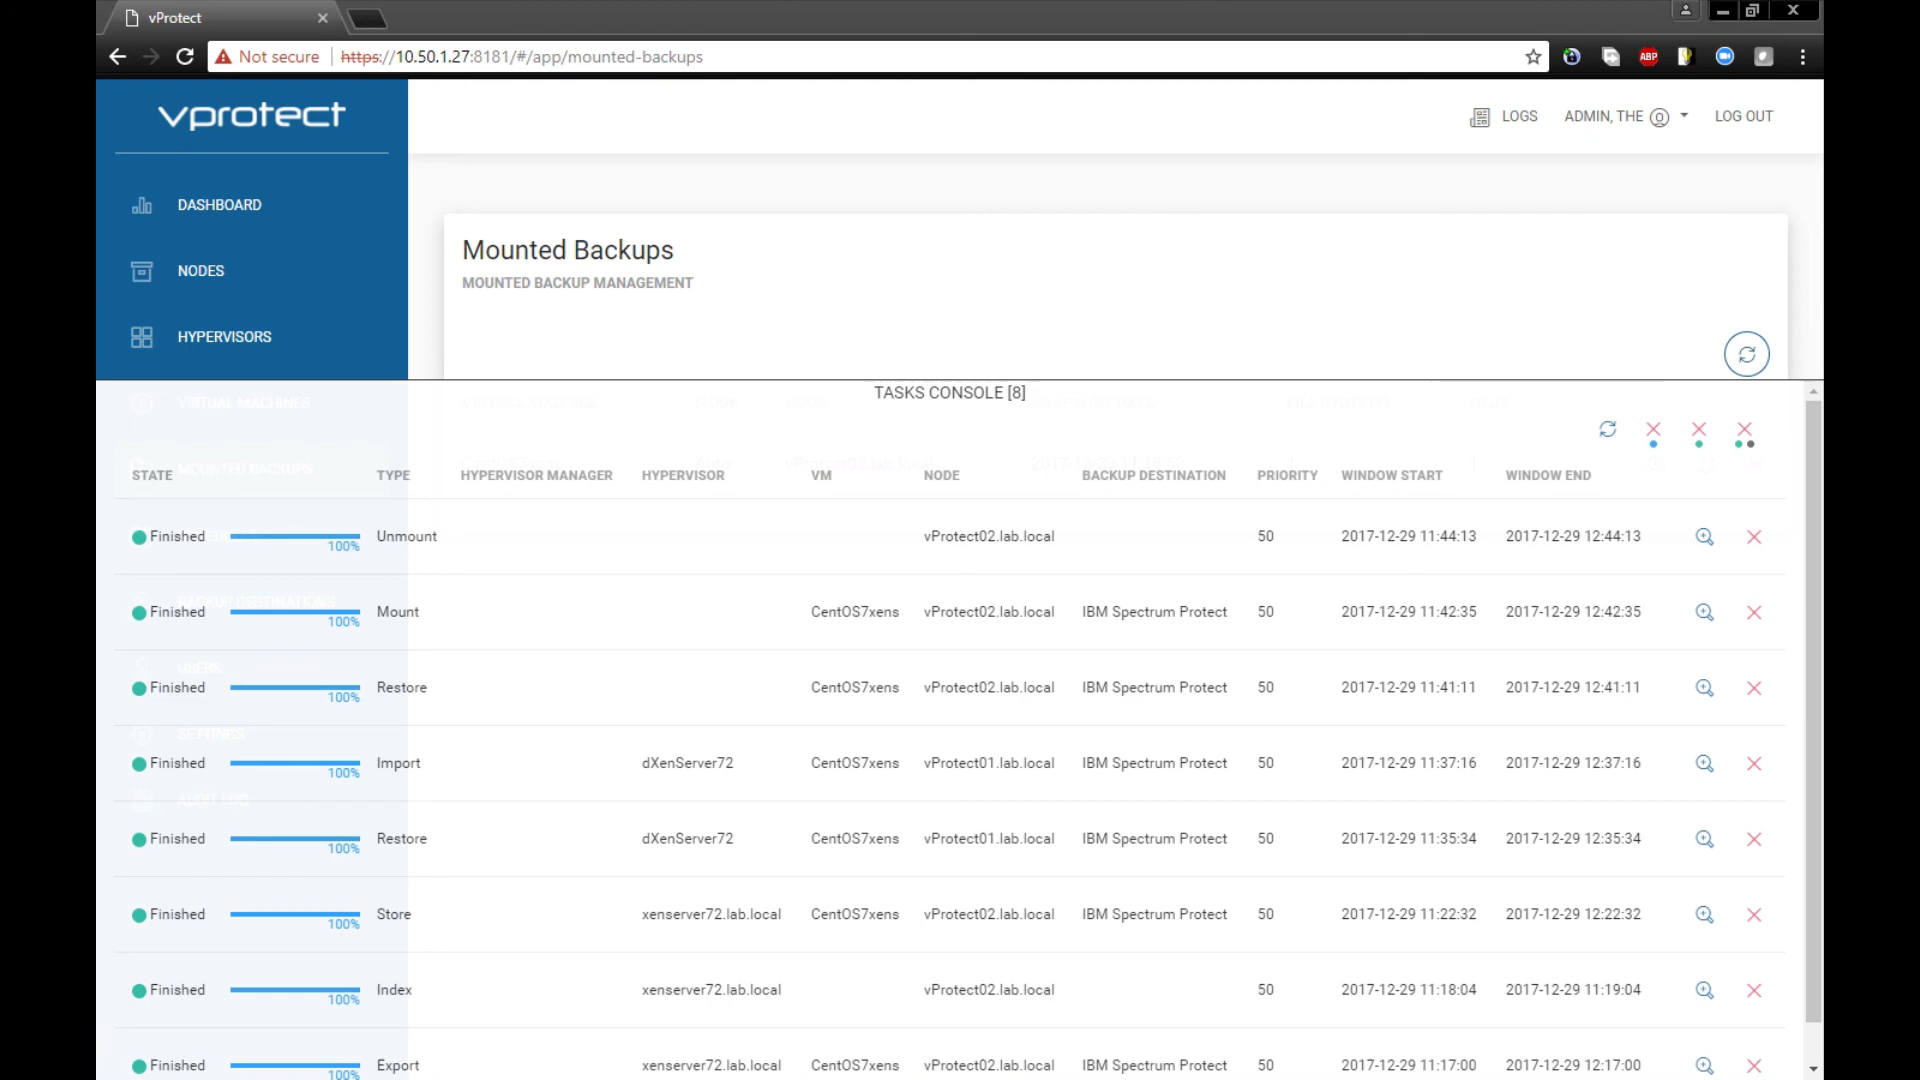 vProtect
Not secure https://10.50.1.27:8181/#/app/mounted-backups
ABP
vprotect
LOGS ADMIN, THE LOG OUT
DASHBOARD
NODES
HYPERVISORS
Mounted Backups
MOUNTED BACKUP MANAGEMENT
TASKS CONSOLE [8]
VIRTUAL MACHINES
MOUNTED BACKUPS
BACKUP DESTINATIONS
USERS
SETTINGS
AUDIT LOG
STATE TYPE HYPERVISOR MANAGER HYPERVISOR VM NODE BACKUP DESTINATION PRIORITY WINDOW START WINDOW END
Finished 100% Unmount vProtect02.lab.local 50 2017-12-29 11:44:13 2017-12-29 12:44:13
Finished 100% Mount CentOS7xens vProtect02.lab.local IBM Spectrum Protect 50 2017-12-29 11:42:35 2017-12-29 12:42:35
Finished 100% Restore CentOS7xens vProtect02.lab.local IBM Spectrum Protect 50 2017-12-29 11:41:11 2017-12-29 12:41:11
Finished 100% Import dXenServer72 CentOS7xens vProtect01.lab.local IBM Spectrum Protect 50 2017-12-29 11:37:16 2017-12-29 12:37:16
Finished 100% Restore dXenServer72 CentOS7xens vProtect01.lab.local IBM Spectrum Protect 50 2017-12-29 11:35:34 2017-12-29 12:35:34
Finished 100% Store xenserver72.lab.local CentOS7xens vProtect02.lab.local IBM Spectrum Protect 50 2017-12-29 11:22:32 2017-12-29 12:22:32
Finished 100% Index xenserver72.lab.local vProtect02.lab.local 50 2017-12-29 11:18:04 2017-12-29 11:19:04
Finished 100% Export xenserver72.lab.local CentOS7xens vProtect02.lab.local IBM Spectrum Protect 50 2017-12-29 11:17:00 2017-12-29 12:17:00